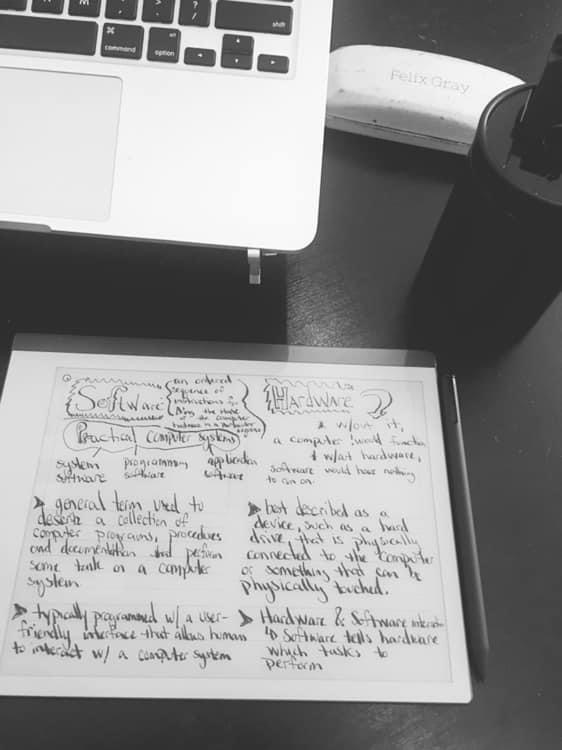 shift
command
option
alt
Felix Gray
Software
an ordered
sequence of
instructions for
the state
of the computer
hardware in a particular
Practical Computer systems
system programming application
software software software
general term used to
describe a collection of
computer programs, procedures
and documentation that perform
some task on a computer
system
typically programmed w/ a user-
friendly interface that allows human
to interact w/ a computer system
Hardware ?
w/out it,
a computer !would function
& w/out hardware,
software would have nothing
to run on.
best described as a
device, such as a hard
drive that is physically
connected to the computer
or something that can be
physically touched.
Hardware & Software interact
Software tells hardware
which tasks to
perform